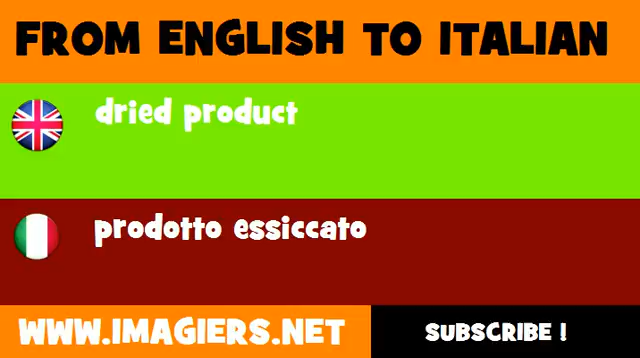 FROM ENGLISH TO ITALIAN
dried product
prodotto essiccato
WWW.IMAGIERS.NET
SUBSCRIBE !